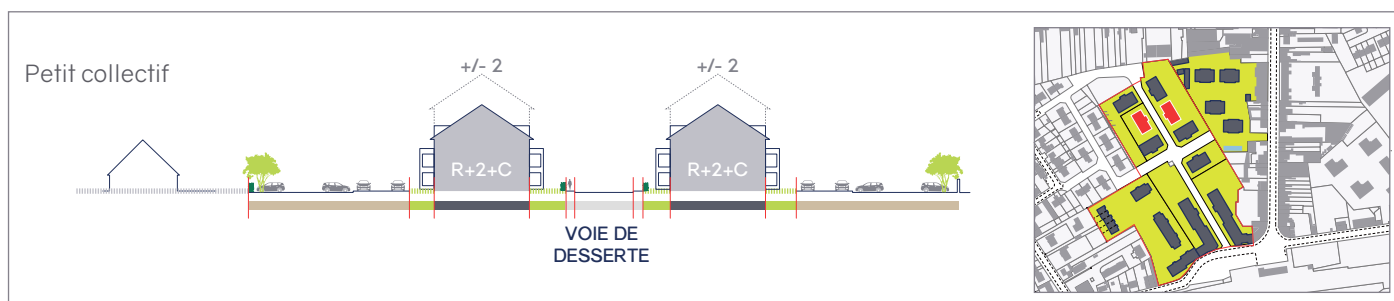 Petit collectif
+/- 2
+/- 2
R+2+C
R+2+C
VOIE DE
DESSERTE